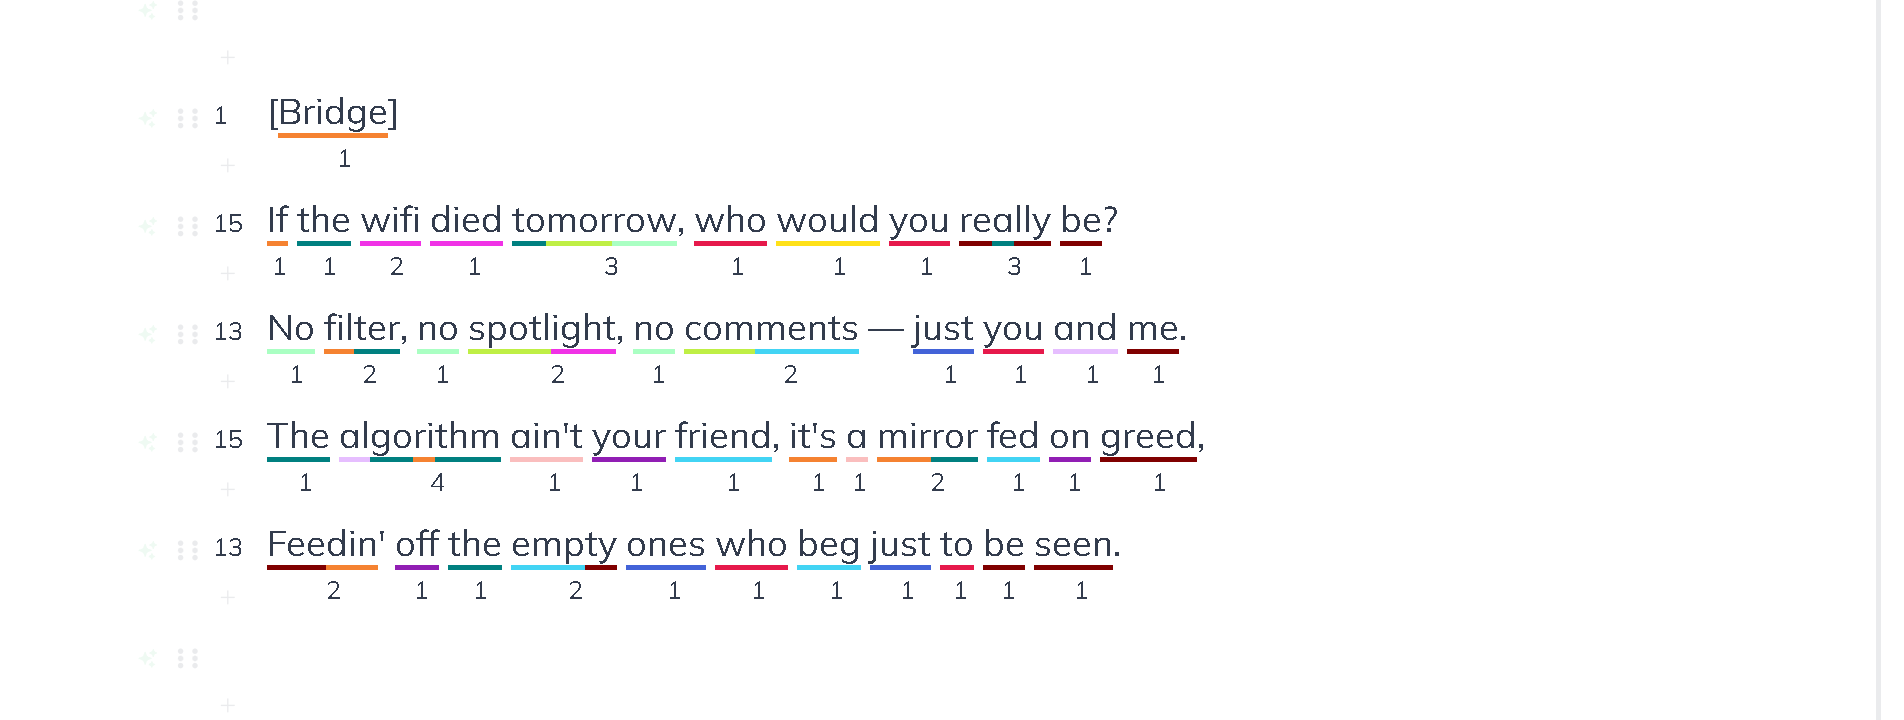 1 [Bridge]
1
15 If the wifi died tomorrow, who would you really be?
1 1 2 1 3 1 1 1 3 1
13 No filter, no spotlight, no comments — just you and me.
1 2 1 2 1 2 1 1 1 1
15 The algorithm ain't your friend, it's a mirror fed on greed,
1 4 1 1 1 1 1 2 1 1 1
13 Feedin' off the empty ones who beg just to be seen.
2 1 1 2 1 1 1 1 1 1 1